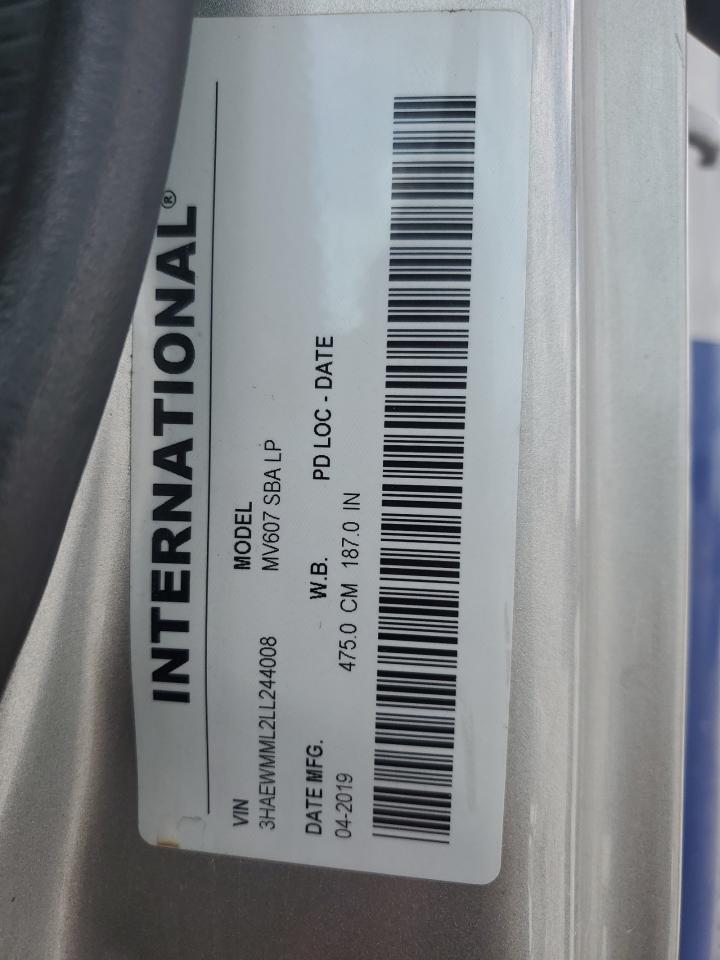 INTERNATIONAL®
VIN MODEL
3HAEWMML2LL244008 MV607 SBA LP
DATE MFG. W.B. PD LOC - DATE
04-2019 475.0 CM 187.0 IN